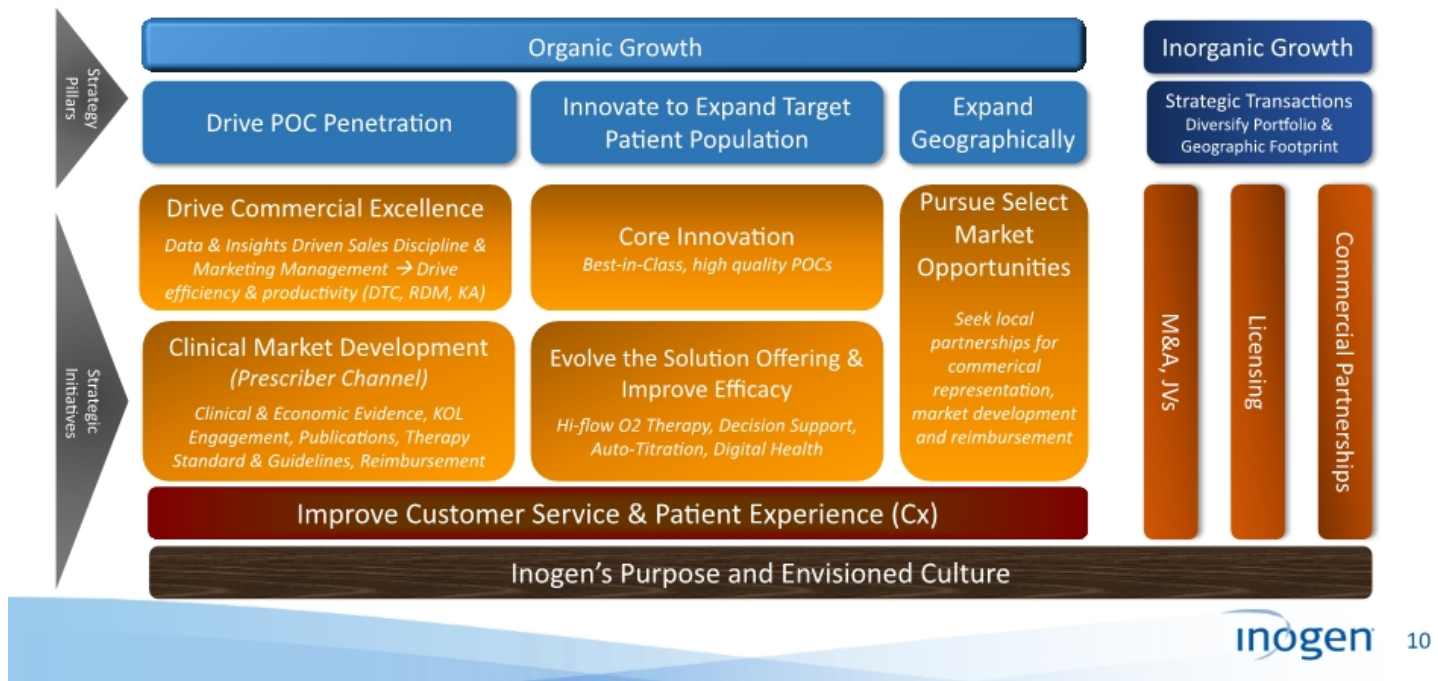 Strategy
Pillars
Organic Growth
Inorganic Growth
Drive POC Penetration
Innovate to Expand Target
Patient Population
Expand
Geographically
Strategic Transactions
Diversify Portfolio &
Geographic Footprint
Strategic
Initiatives
Drive Commercial Excellence
Data & Insights Driven Sales Discipline &
Marketing Management → Drive
efficiency & productivity (DTC, RDM, KA)
Core Innovation
Best-in-Class, high quality POCs
Pursue Select
Market
Opportunities
Seek local
partnerships for
commerical
representation,
market development
and reimbursement
Clinical Market Development
(Prescriber Channel)
Clinical & Economic Evidence, KOL
Engagement, Publications, Therapy
Standard & Guidelines, Reimbursement
Evolve the Solution Offering &
Improve Efficacy
Hi-flow O2 Therapy, Decision Support,
Auto-Titration, Digital Health
M&A, JVs
Licensing
Commercial Partnerships
Improve Customer Service & Patient Experience (Cx)
Inogen’s Purpose and Envisioned Culture
inogen
10